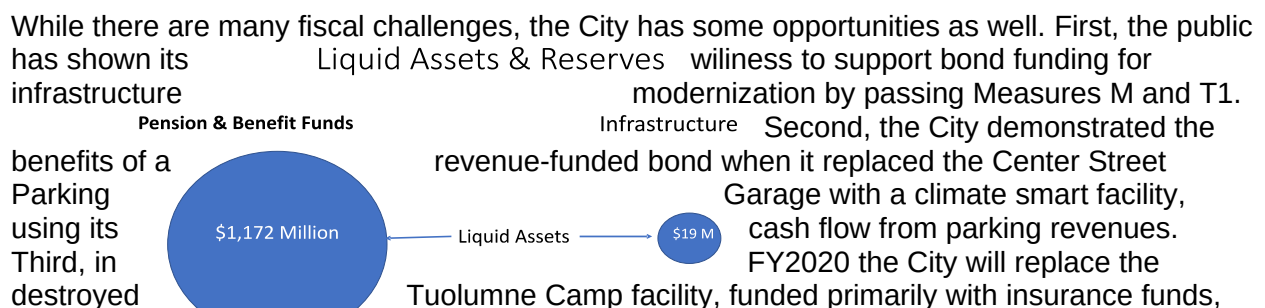 While there are many fiscal challenges, the City has some opportunities as well. First, the public
has shown its Liquid Assets & Reserves wiliness to support bond funding for
infrastructure modernization by passing Measures M and T1.
Pension & Benefit Funds Infrastructure Second, the City demonstrated the
benefits of a revenue-funded bond when it replaced the Center Street
Parking Garage with a climate smart facility,
using its $1,172 Million Liquid Assets $19 M cash flow from parking revenues.
Third, in FY2020 the City will replace the
destroyed Tuolumne Camp facility, funded primarily with insurance funds,